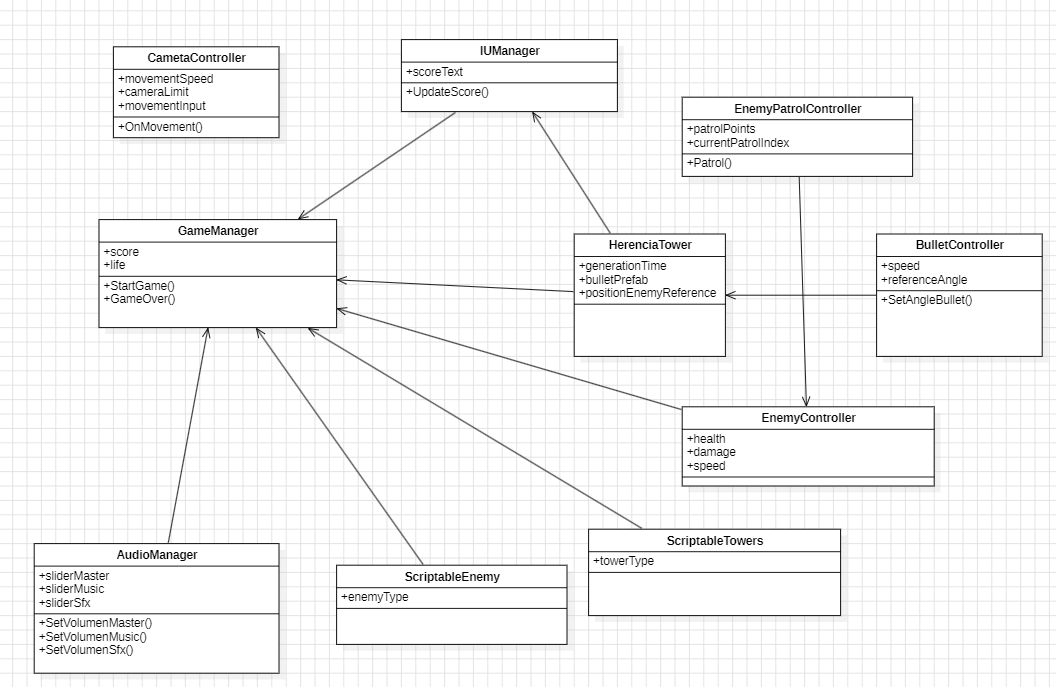 CametaController
+movementSpeed
+cameraLimit
+movementInput
+OnMovement()
IUManager
+scoreText
+UpdateScore()
EnemyPatrolController
+patrolPoints
+currentPatrolIndex
+Patrol()
GameManager
+score
+life
+StartGame()
+GameOver()
HerenciaTower
+generationTime
+bulletPrefab
+positionEnemyReference
BulletController
+speed
+referenceAngle
+SetAngleBullet()
EnemyController
+health
+damage
+speed
AudioManager
+sliderMaster
+sliderMusic
+sliderSfx
+SetVolumenMaster()
+SetVolumenMusic()
+SetVolumenSfx()
ScriptableEnemy
+enemyType
ScriptableTowers
+towerType